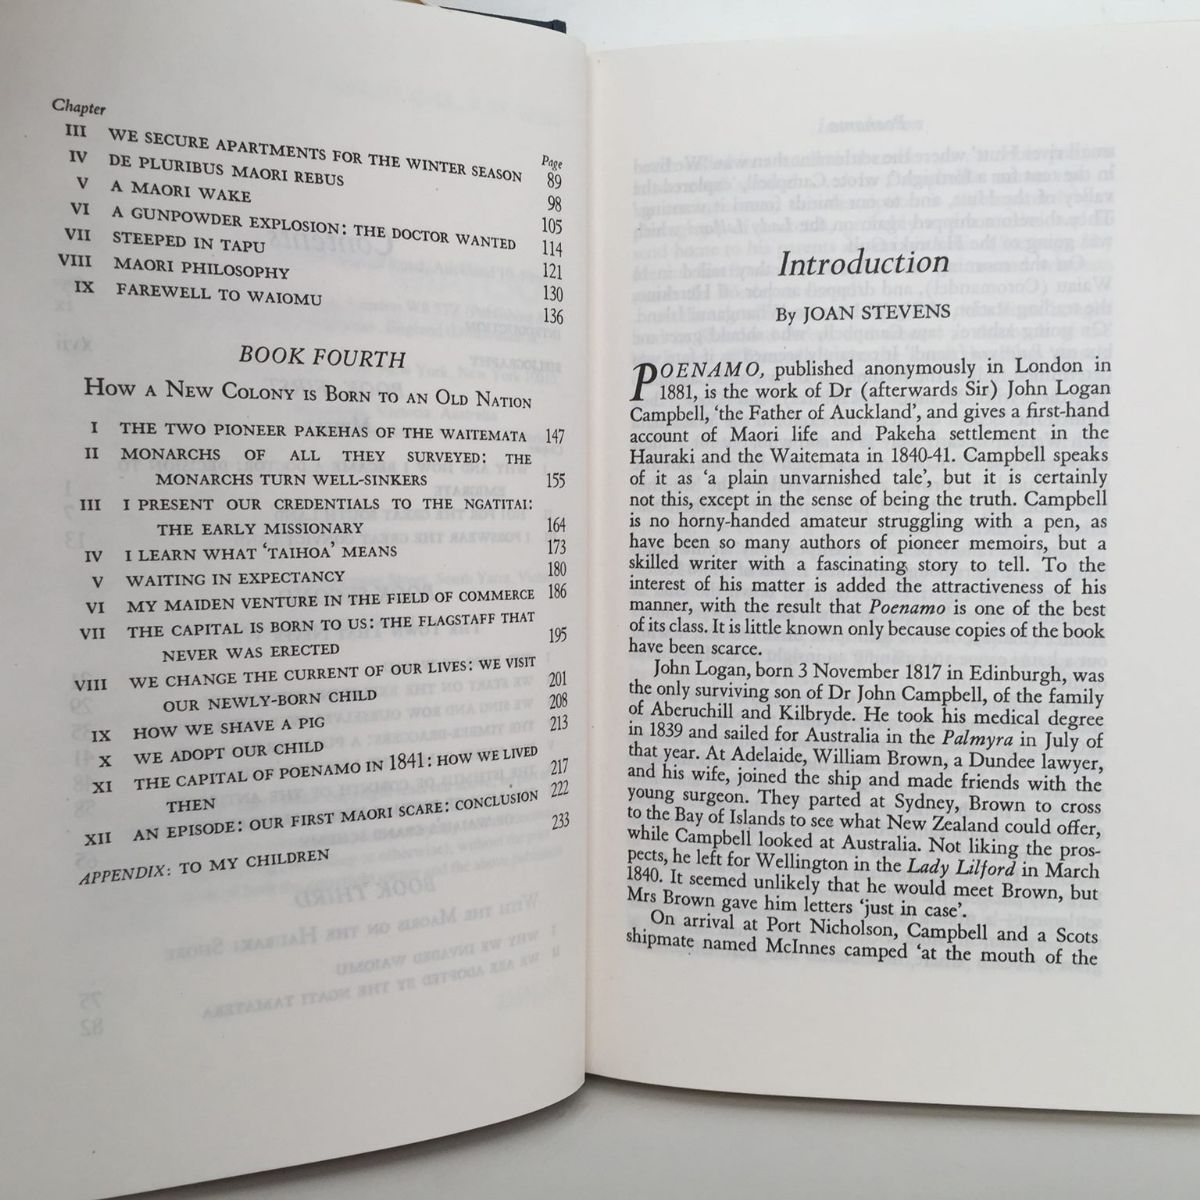 Chapter
Page
III WE SECURE APARTMENTS FOR THE WINTER SEASON 89
IV DE PLURIBUS MAORI REBUS 98
V A MAORI WAKE 105
VI A GUNPOWDER EXPLOSION: THE DOCTOR WANTED 114
VII STEEPED IN TAPU 121
VIII MAORI PHILOSOPHY 130
IX FAREWELL TO WAIOMU 136
BOOK FOURTH
HOW A NEW COLONY IS BORN TO AN OLD NATION
I THE TWO PIONEER PAKEHAS OF THE WAITEMATA 147
II MONARCHS OF ALL THEY SURVEYED: THE
MONARCHS TURN WELL-SINKERS 155
III I PRESENT OUR CREDENTIALS TO THE NGATITAI:
THE EARLY MISSIONARY 164
IV I LEARN WHAT 'TAIHOA' MEANS 173
V WAITING IN EXPECTANCY 180
VI MY MAIDEN VENTURE IN THE FIELD OF COMMERCE 186
VII THE CAPITAL IS BORN TO US: THE FLAGSTAFF THAT
NEVER WAS ERECTED 195
VIII WE CHANGE THE CURRENT OF OUR LIVES: WE VISIT
OUR NEWLY-BORN CHILD 201
IX HOW WE SHAVE A PIG 208
X WE ADOPT OUR CHILD 213
XI THE CAPITAL OF POENAMO IN 1841: HOW WE LIVED
THEN 217
XII AN EPISODE: OUR FIRST MAORI SCARE: CONCLUSION 222
APPENDIX: TO MY CHILDREN 233
Introduction
By JOAN STEVENS
POENAMO, published anonymously in London in
1881, is the work of Dr (afterwards Sir) John Logan
Campbell, 'the Father of Auckland', and gives a first-hand
account of Maori life and Pakeha settlement in the
Hauraki and the Waitemata in 1840-41. Campbell speaks
of it as 'a plain unvarnished tale', but it is certainly
not this, except in the sense of being the truth. Campbell
is no horny-handed amateur struggling with a pen, as
have been so many authors of pioneer memoirs, but a
skilled writer with a fascinating story to tell. To the
interest of his matter is added the attractiveness of his
manner, with the result that Poenamo is one of the best
of its class. It is little known only because copies of the book
have been scarce.
John Logan, born 3 November 1817 in Edinburgh, was
the only surviving son of Dr John Campbell, of the family
of Aberuchill and Kilbryde. He took his medical degree
in 1839 and sailed for Australia in the Palmyra in July of
that year. At Adelaide, William Brown, a Dundee lawyer,
and his wife, joined the ship and made friends with the
young surgeon. They parted at Sydney, Brown to cross
to the Bay of Islands to see what New Zealand could offer,
while Campbell looked at Australia. Not liking the pros-
pects, he left for Wellington in the Lady Lilford in March
1840. It seemed unlikely that he would meet Brown, but
Mrs Brown gave him letters 'just in case'.
On arrival at Port Nicholson, Campbell and a Scots
shipmate named McInnes camped 'at the mouth of the